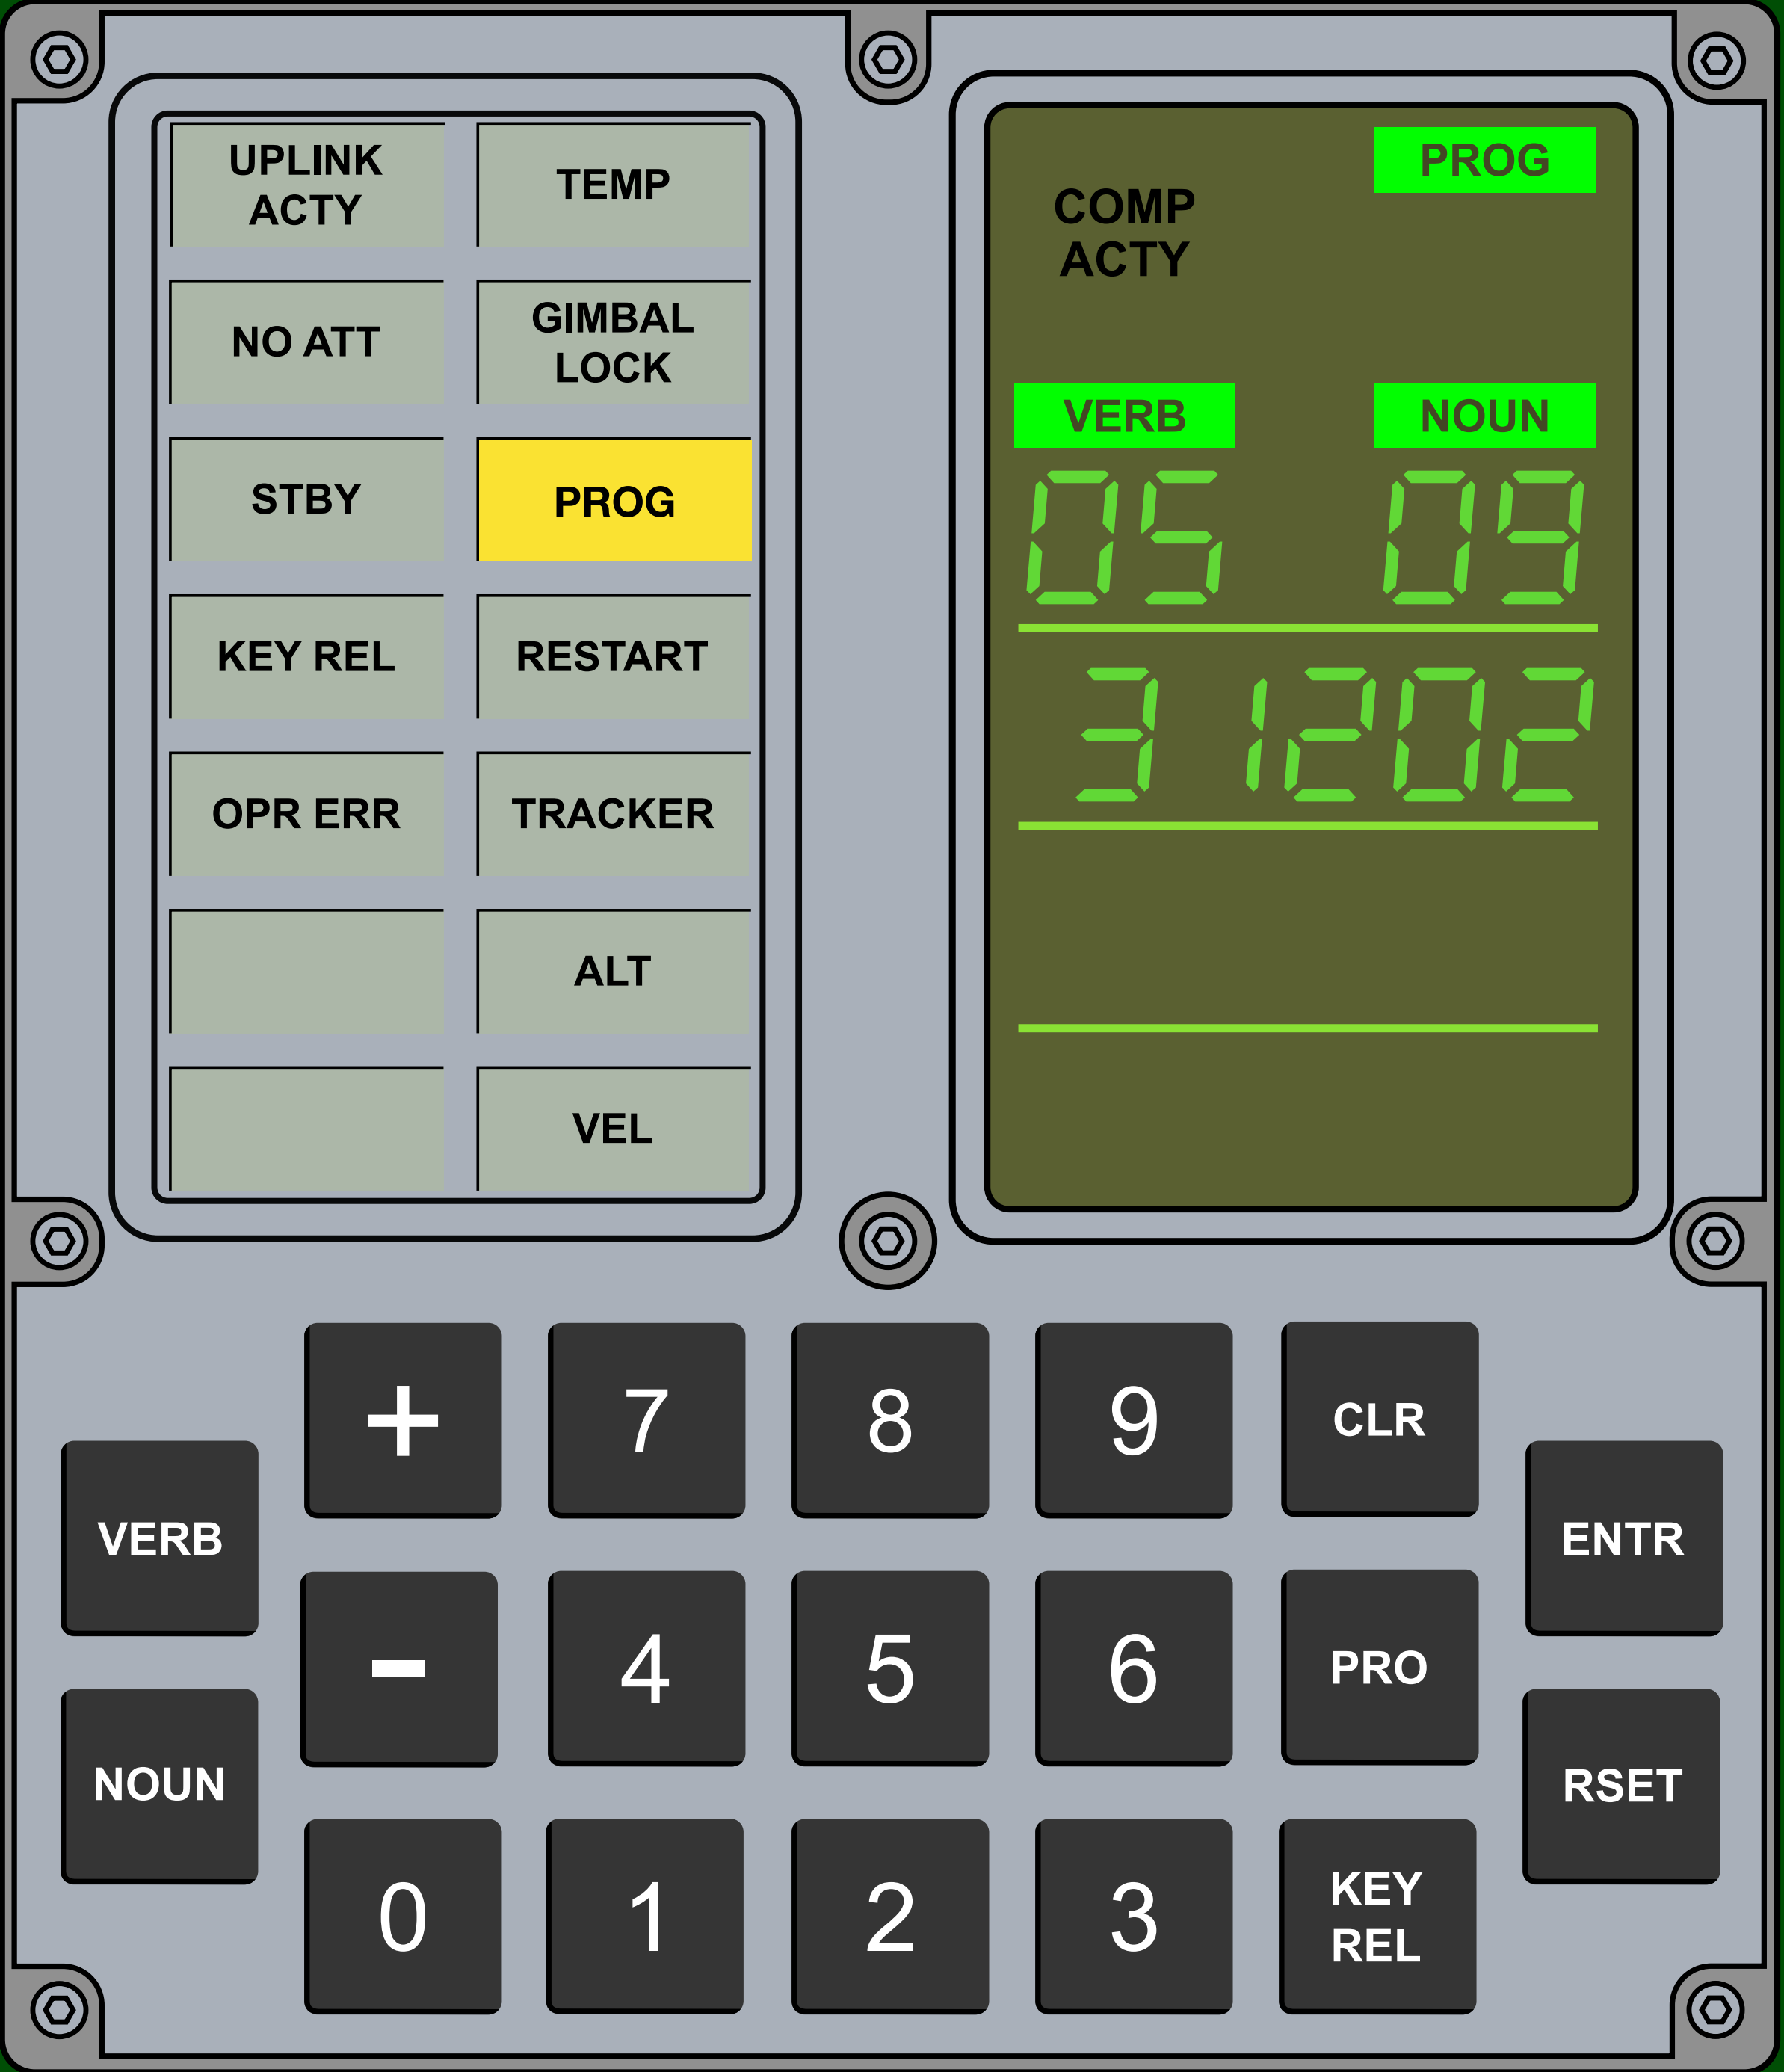 UPLINK
ACTY
TEMP
NO ATT
GIMBAL
LOCK
STBY
PROG
KEY REL
RESTART
OPR ERR
TRACKER
ALT
VEL
PROG
COMP
ACTY
VERB
NOUN
05
09
31202
+
7
8
9
CLR
VERB
ENTR
-
4
5
6
PRO
NOUN
RSET
0
1
2
3
KEY
REL